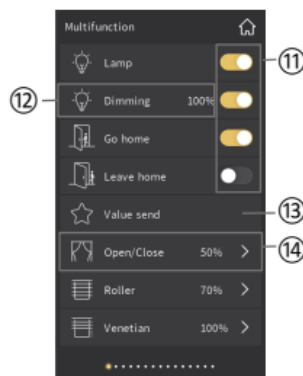 Multifunction
Lamp
⑪
⑫
Dimming 100%
Go home
Leave home
Value send
⑬
Open/Close 50% >
⑭
Roller 70% >
Venetian 100% >